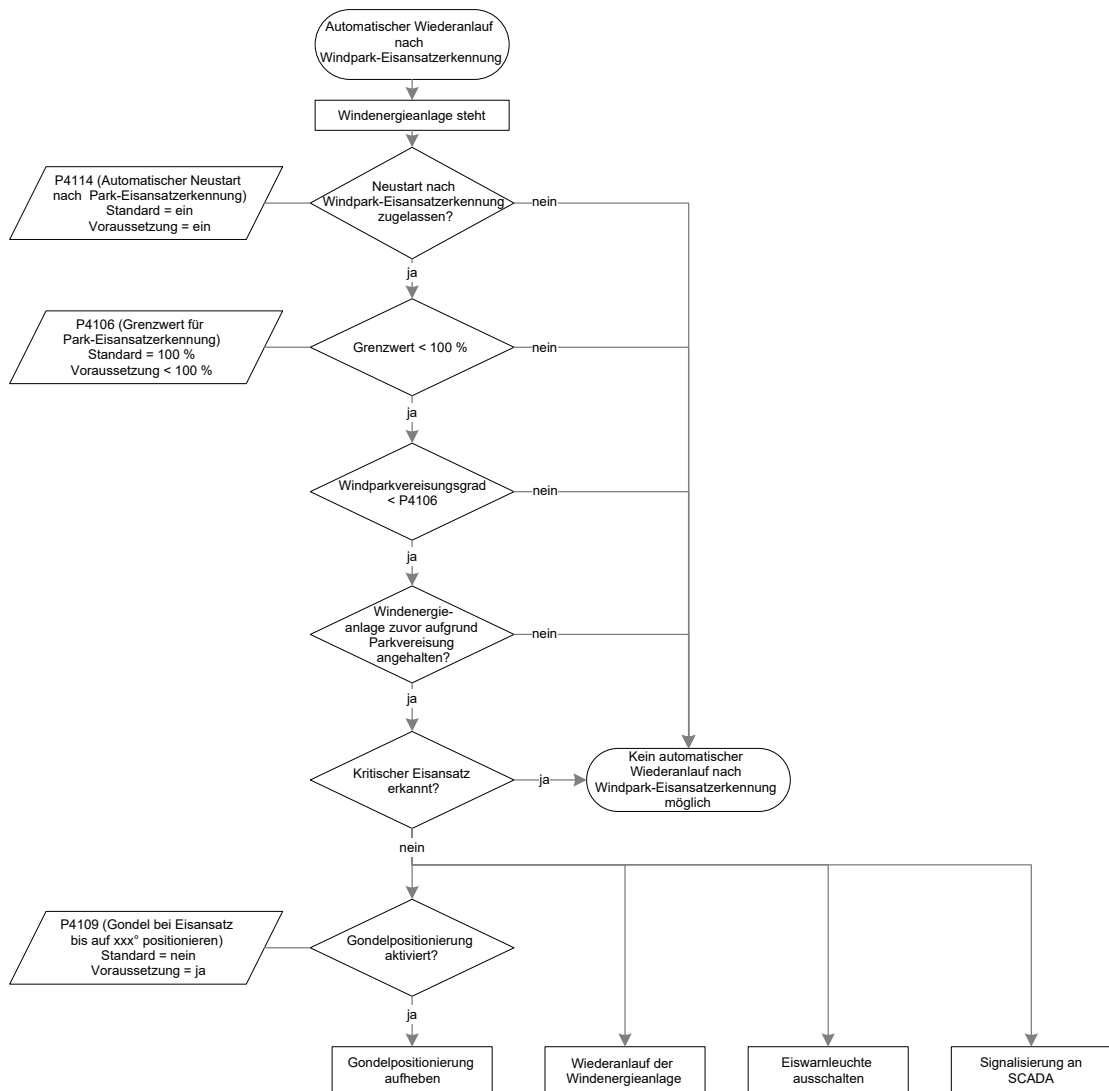 Automatischer Wiederanlauf
nach
Windpark-Eisansatzerkennung
Windenergieanlage steht
P4114 (Automatischer Neustart
nach Park-Eisansatzerkennung)
Standard = ein
Voraussetzung = ein
Neustart nach
Windpark-Eisansatzerkennung
zugelassen?
nein
ja
P4106 (Grenzwert für
Park-Eisansatzerkennung)
Standard = 100 %
Voraussetzung < 100 %
Grenzwert < 100 %
nein
ja
Windparkvereisungsgrad
< P4106
nein
ja
Windenergie-
anlage zuvor aufgrund
Parkvereisung
angehalten?
nein
ja
Kritischer Eisansatz
erkannt?
ja
Kein automatischer
Wiederanlauf nach
Windpark-Eisansatzerkennung
möglich
nein
P4109 (Gondel bei Eisansatz
bis auf xxx° positionieren)
Standard = nein
Voraussetzung = ja
Gondelpositionierung
aktiviert?
ja
Gondelpositionierung
aufheben
Wiederanlauf der
Windenergieanlage
Eiswarnleuchte
ausschalten
Signalisierung an
SCADA